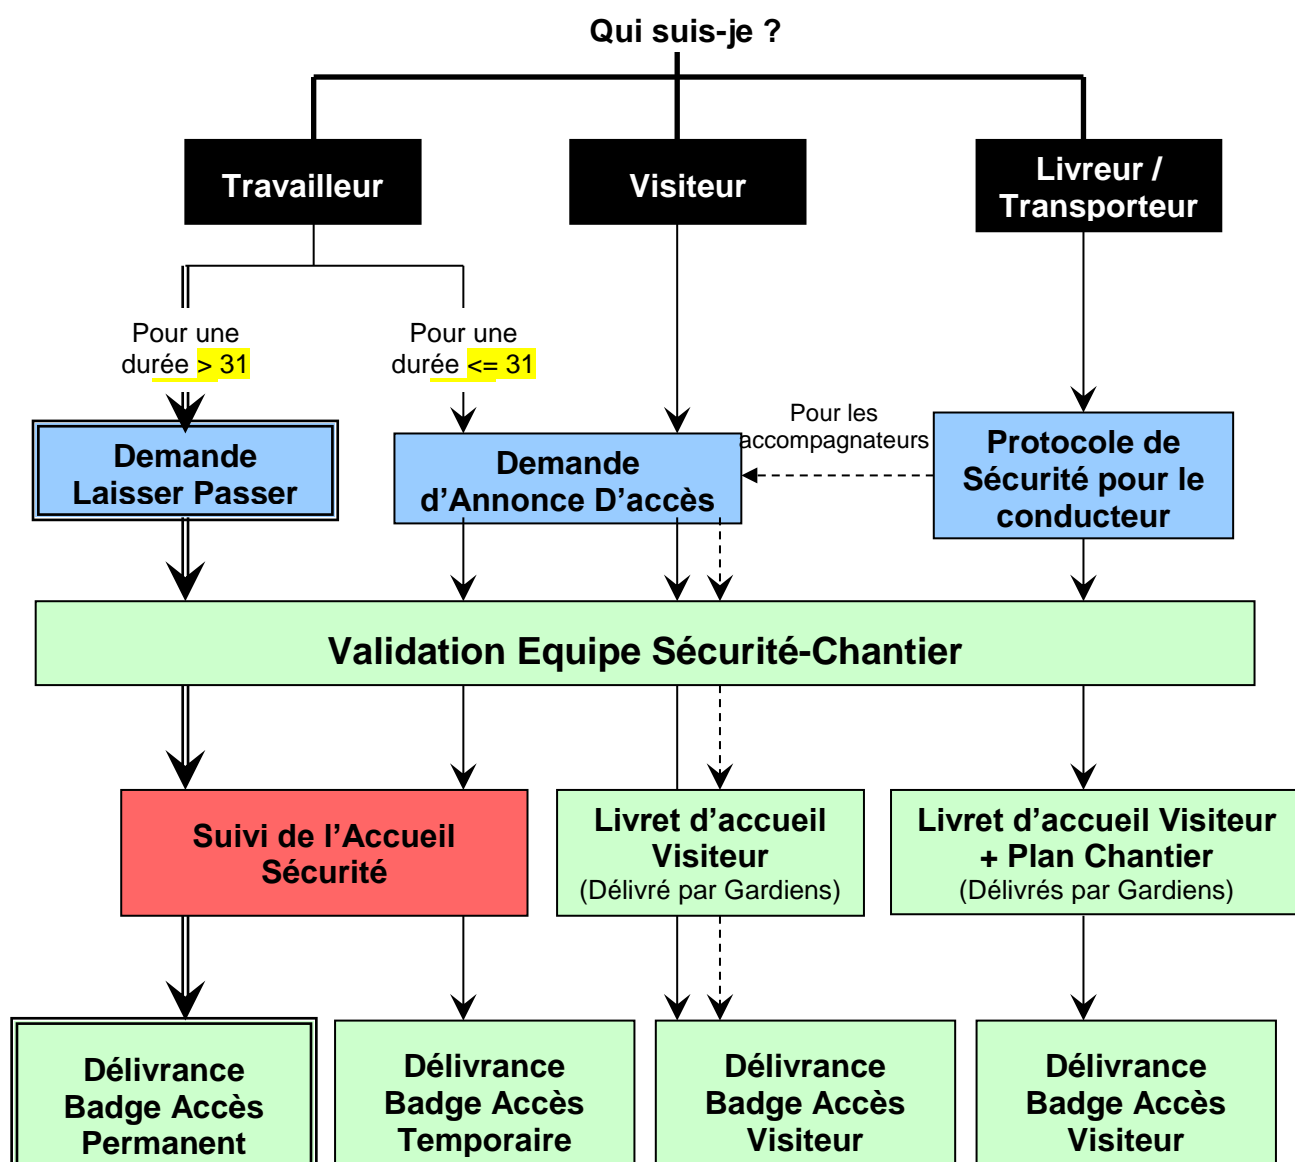 Qui suis-je ?
Travailleur
Visiteur
Livreur /
Transporteur
Pour une
durée > 31
Pour une
durée <= 31
Pour les
accompagnateurs
Demande
Laisser Passer
Demande
d’Annonce D’accès
Protocole de
Sécurité pour le
conducteur
Validation Equipe Sécurité-Chantier
Suivi de l’Accueil
Sécurité
Livret d’accueil
Visiteur
(Délivré par Gardiens)
Livret d’accueil Visiteur
+ Plan Chantier
(Délivrés par Gardiens)
Délivrance
Badge Accès
Permanent
Délivrance
Badge Accès
Temporaire
Délivrance
Badge Accès
Visiteur
Délivrance
Badge Accès
Visiteur